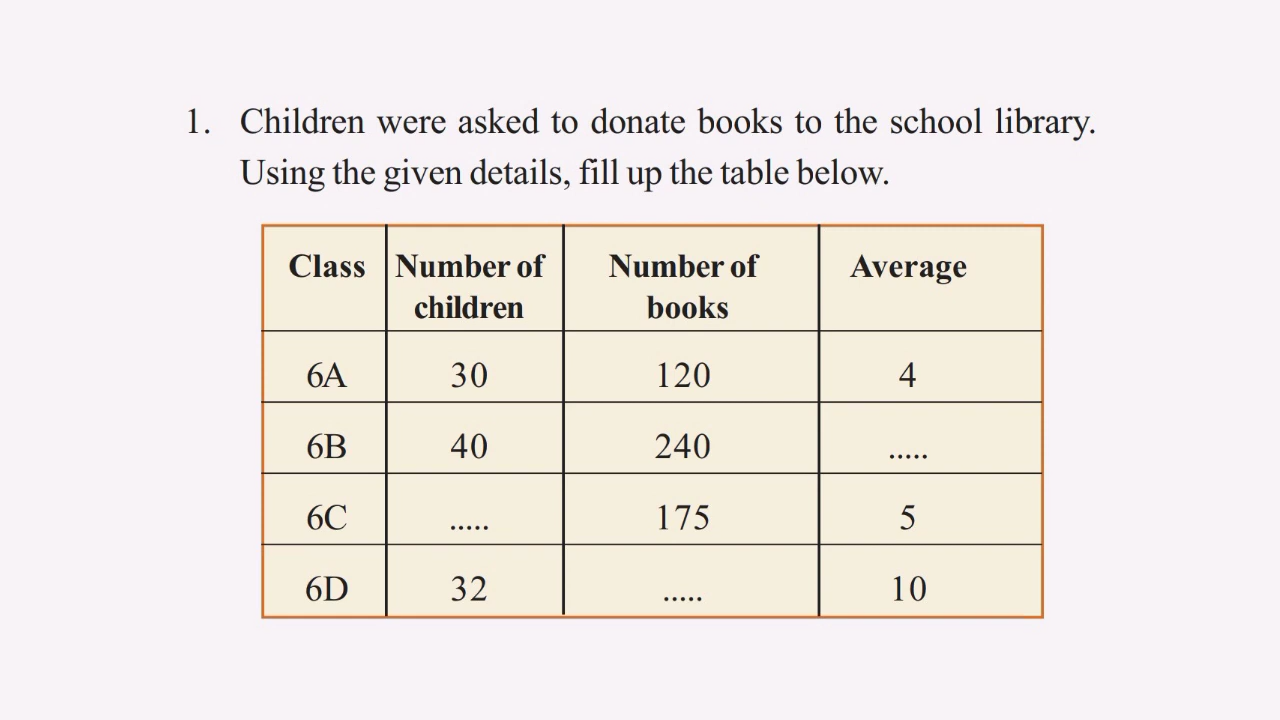 1. Children were asked to donate books to the school library.
Using the given details, fill up the table below.
Class Number of children Number of books Average
6A 30 120 4
6B 40 240 .....
6C ..... 175 5
6D 32 ..... 10